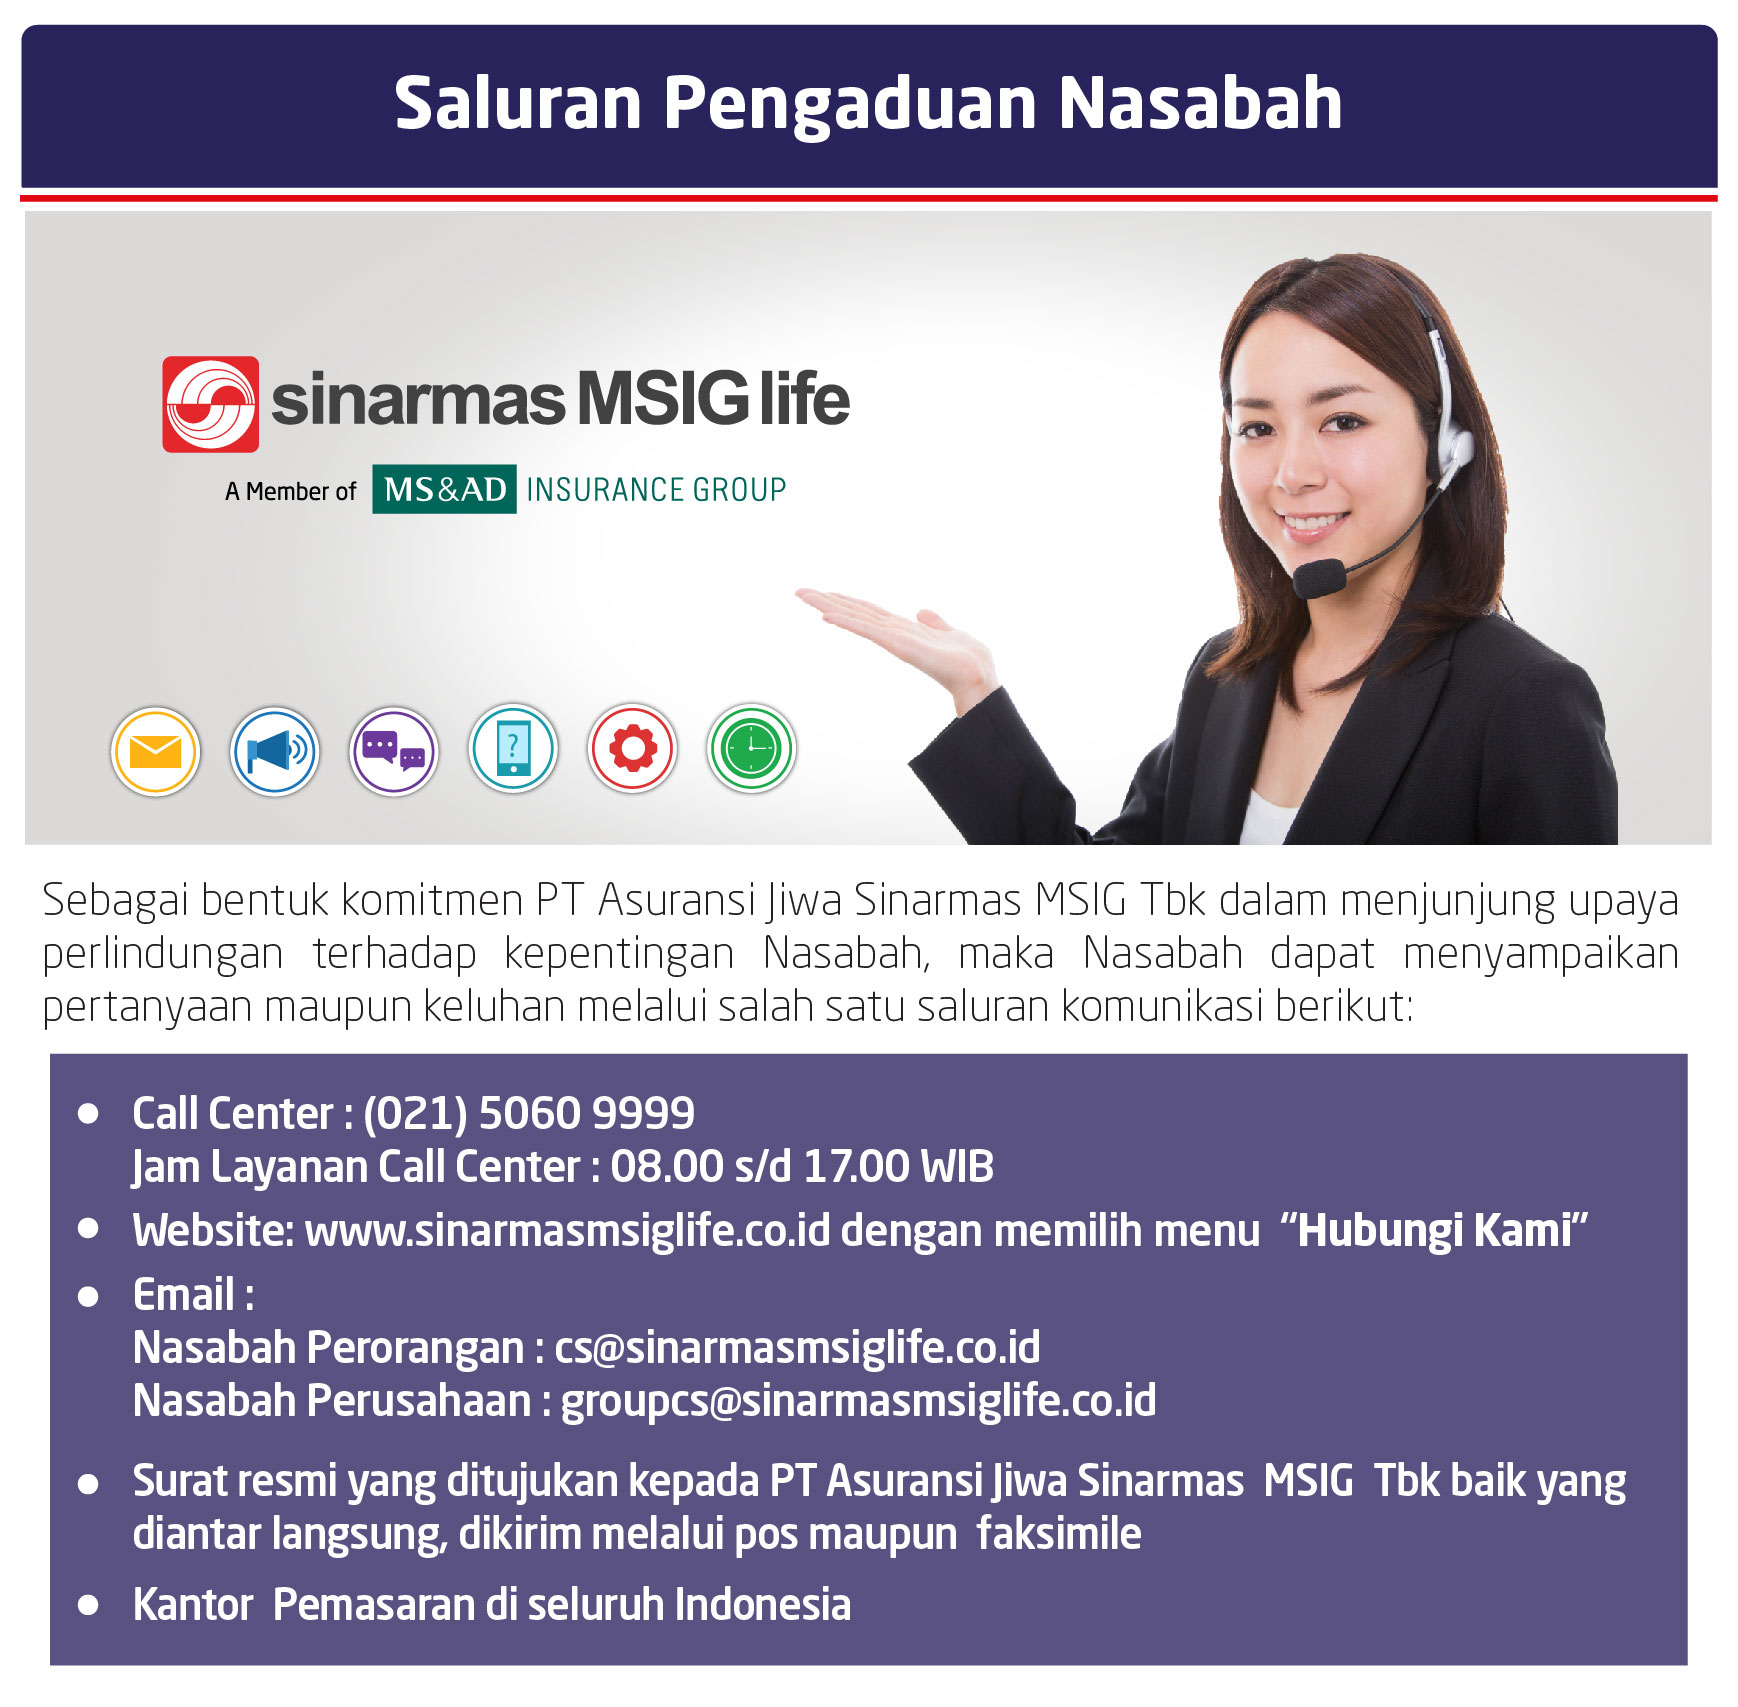 Saluran Pengaduan Nasabah
sinarmas MSIG life
A Member of MS&AD INSURANCE GROUP
?
Sebagai bentuk komitmen PT Asuransi Jiwa Sinarmas MSIG Tbk dalam menjunjung upaya
perlindungan terhadap kepentingan Nasabah, maka Nasabah dapat menyampaikan
pertanyaan maupun keluhan melalui salah satu saluran komunikasi berikut:
• Call Center : (021) 5060 9999
Jam Layanan Call Center : 08.00 s/d 17.00 WIB
• Website: www.sinarmasmsiglife.co.id dengan memilih menu “Hubungi Kami”
• Email :
Nasabah Perorangan : cs@sinarmasmsiglife.co.id
Nasabah Perusahaan : groupcs@sinarmasmsiglife.co.id
• Surat resmi yang ditujukan kepada PT Asuransi Jiwa Sinarmas MSIG Tbk baik yang
diantar langsung, dikirim melalui pos maupun faksimile
• Kantor Pemasaran di seluruh Indonesia